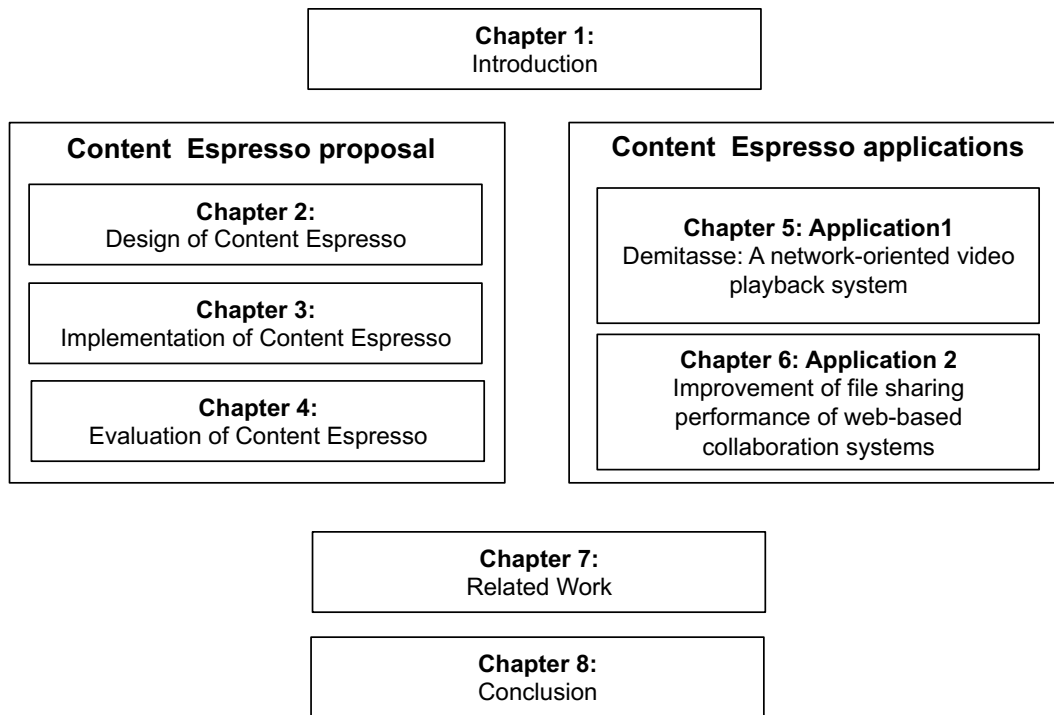 Chapter 1:
Introduction
Content Espresso proposal
Chapter 2:
Design of Content Espresso
Chapter 3:
Implementation of Content Espresso
Chapter 4:
Evaluation of Content Espresso
Content Espresso applications
Chapter 5: Application1
Demitasse: A network-oriented video
playback system
Chapter 6: Application 2
Improvement of file sharing
performance of web-based
collaboration systems
Chapter 7:
Related Work
Chapter 8:
Conclusion